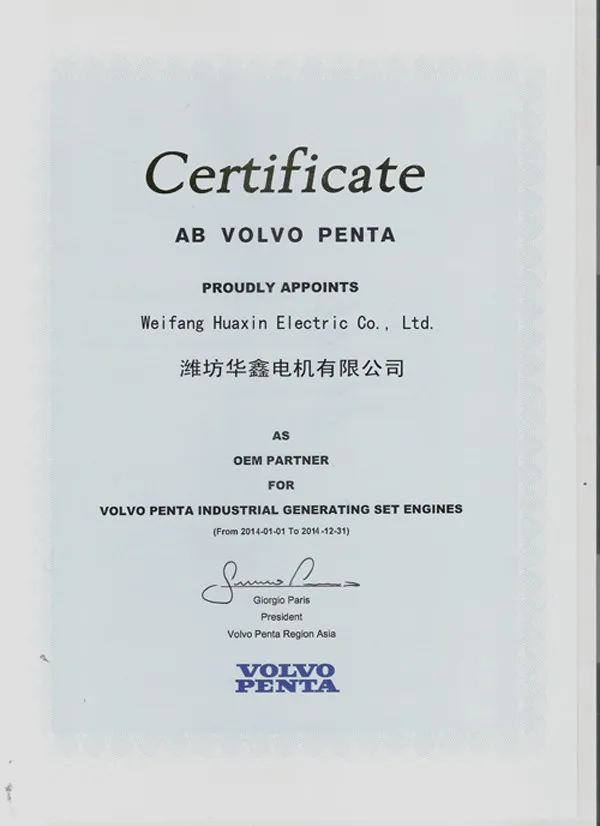 Certificate
AB VOLVO PENTA
PROUDLY APPOINTS
Weifang Huaxin Electric Co., Ltd.
潍坊华鑫电机有限公司
AS
OEM PARTNER
FOR
VOLVO PENTA INDUSTRIAL GENERATING SET ENGINES
(From 2014-01-01 To 2014-12-31)
Giorgio Paris
President
Volvo Penta Region Asia
VOLVO
PENTA